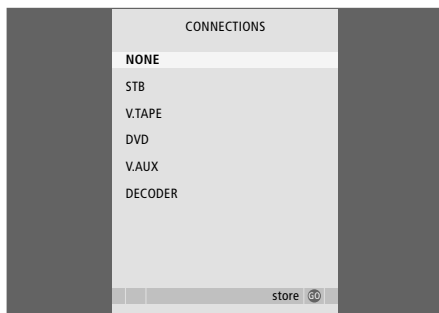 CONNECTIONS
NONE
STB
V.TAPE
DVD
V.AUX
DECODER
store GO